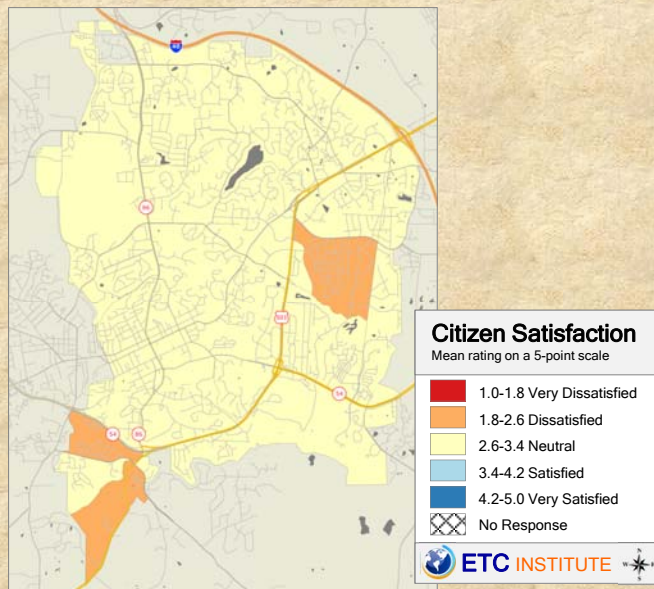 40
86
501
54
54
86
Citizen Satisfaction
Mean rating on a 5-point scale
1.0-1.8 Very Dissatisfied
1.8-2.6 Dissatisfied
2.6-3.4 Neutral
3.4-4.2 Satisfied
4.2-5.0 Very Satisfied
No Response
ETC INSTITUTE
N
W
E
S